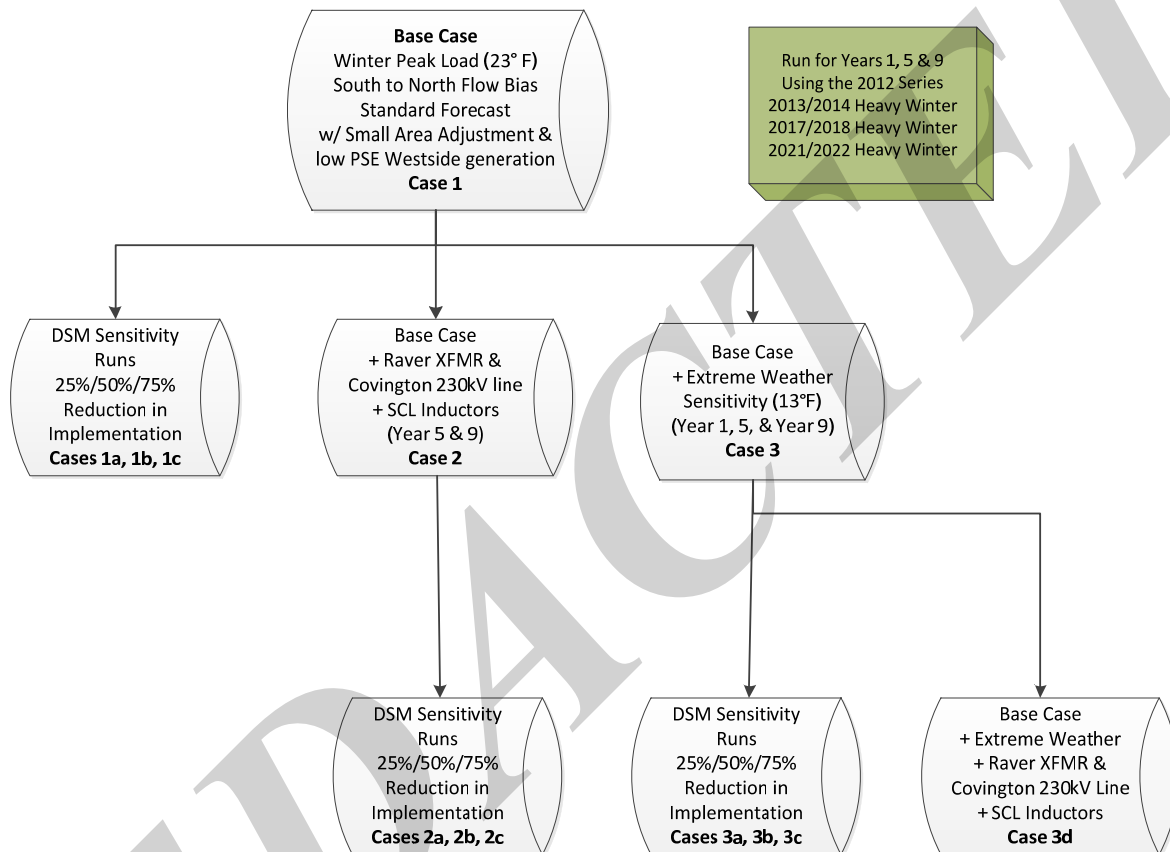 Base Case
Winter Peak Load (23° F)
South to North Flow Bias
Standard Forecast
w/ Small Area Adjustment &
low PSE Westside generation
Case 1
Run for Years 1, 5 & 9
Using the 2012 Series
2013/2014 Heavy Winter
2017/2018 Heavy Winter
2021/2022 Heavy Winter
DSM Sensitivity
Runs
25%/50%/75%
Reduction in
Implementation
Cases 1a, 1b, 1c
Base Case
+ Raver XFMR &
Covington 230kV line
+ SCL Inductors
(Year 5 & 9)
Case 2
Base Case
+ Extreme Weather
Sensitivity (13°F)
(Year 1, 5, & Year 9)
Case 3
DSM Sensitivity
Runs
25%/50%/75%
Reduction in
Implementation
Cases 2a, 2b, 2c
DSM Sensitivity
Runs
25%/50%/75%
Reduction in
Implementation
Cases 3a, 3b, 3c
Base Case
+ Extreme Weather
+ Raver XFMR &
Covington 230kV Line
+ SCL Inductors
Case 3d
DACTE